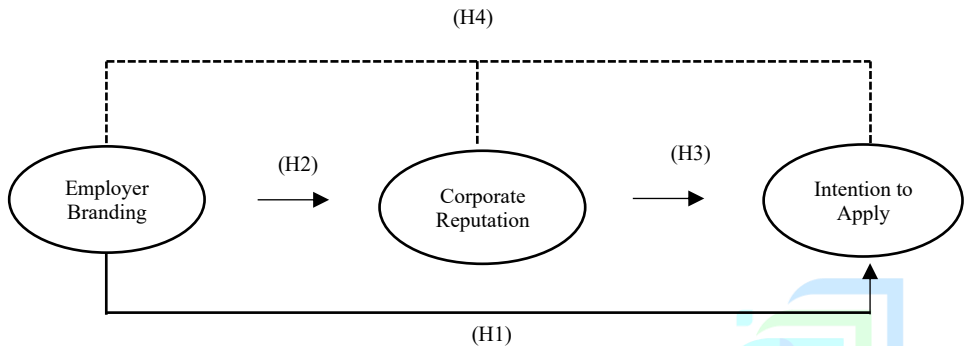 (H4)
(H2)
(H3)
Employer
Branding
Corporate
Reputation
Intention to
Apply
(H1)